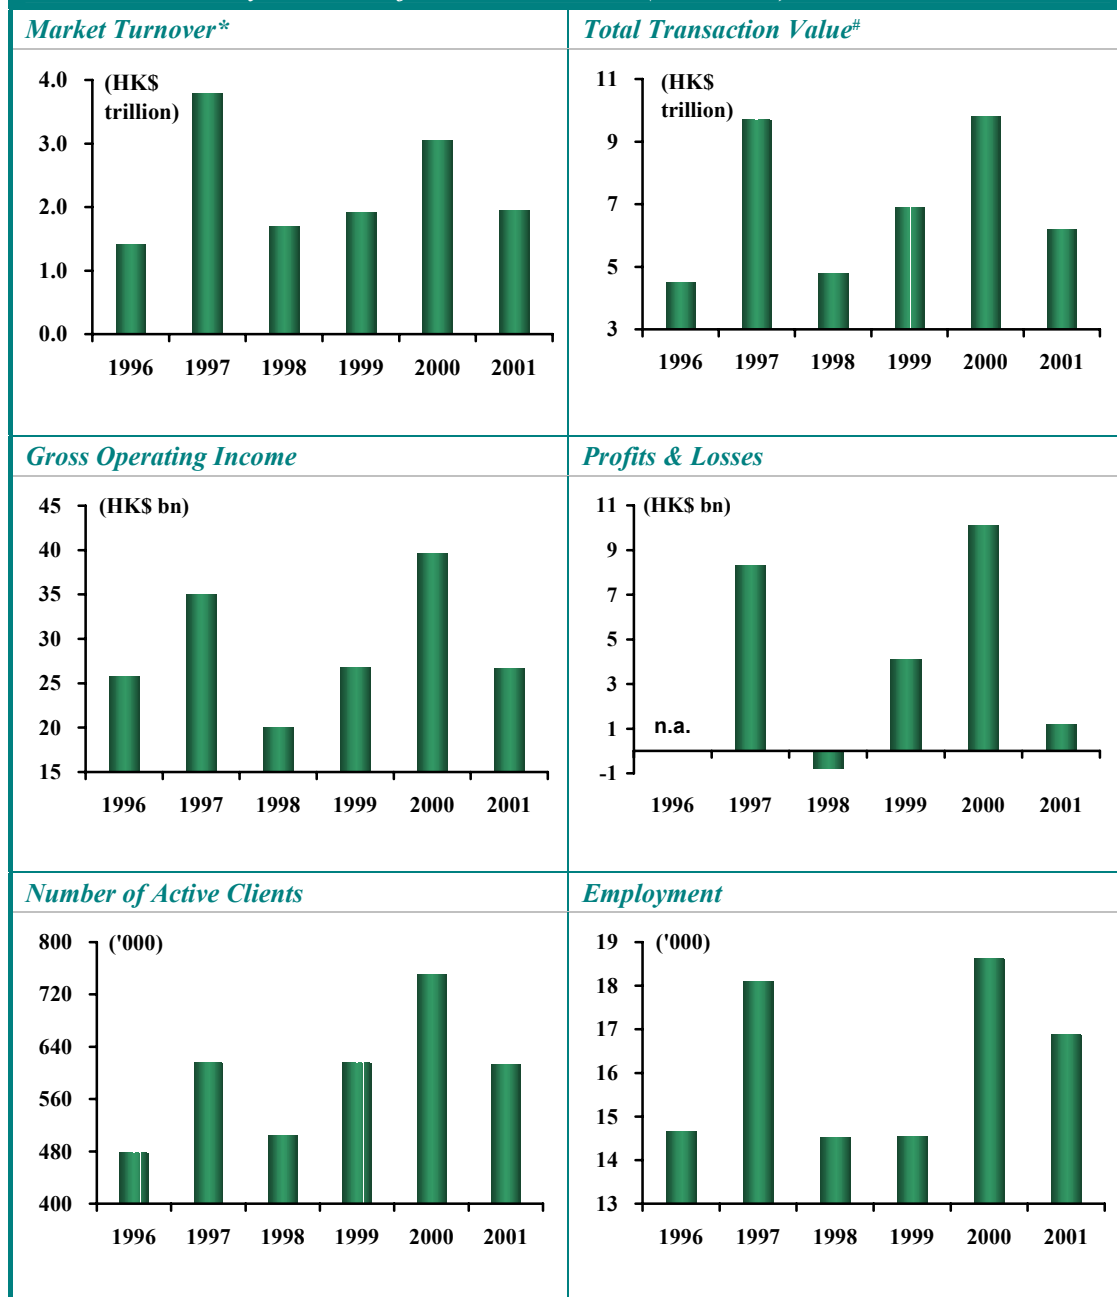 Market Turnover*
Total Transaction Value#
4.0
3.0
2.0
1.0
0.0
(HK$
trillion)
1996 1997 1998 1999 2000 2001
11
9
7
5
3
(HK$
trillion)
1996 1997 1998 1999 2000 2001
Gross Operating Income
Profits & Losses
45
40
35
30
25
20
15
(HK$ bn)
1996 1997 1998 1999 2000 2001
11
9
7
5
3
1
-1
(HK$ bn)
n.a.
1996 1997 1998 1999 2000 2001
Number of Active Clients
Employment
800
720
640
560
480
400
('000)
1996 1997 1998 1999 2000 2001
19
18
17
16
15
14
13
('000)
1996 1997 1998 1999 2000 2001